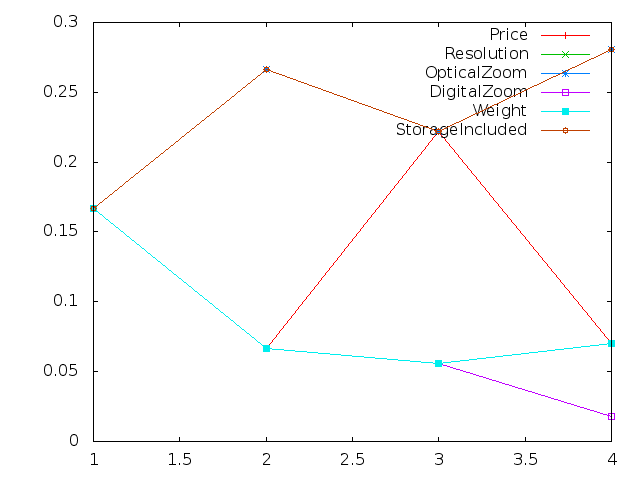 0.3
0.25
0.2
0.15
0.1
0.05
0
1 1.5 2 2.5 3 3.5 4
Price
Resolution
OpticalZoom
DigitalZoom
Weight
StorageIncluded